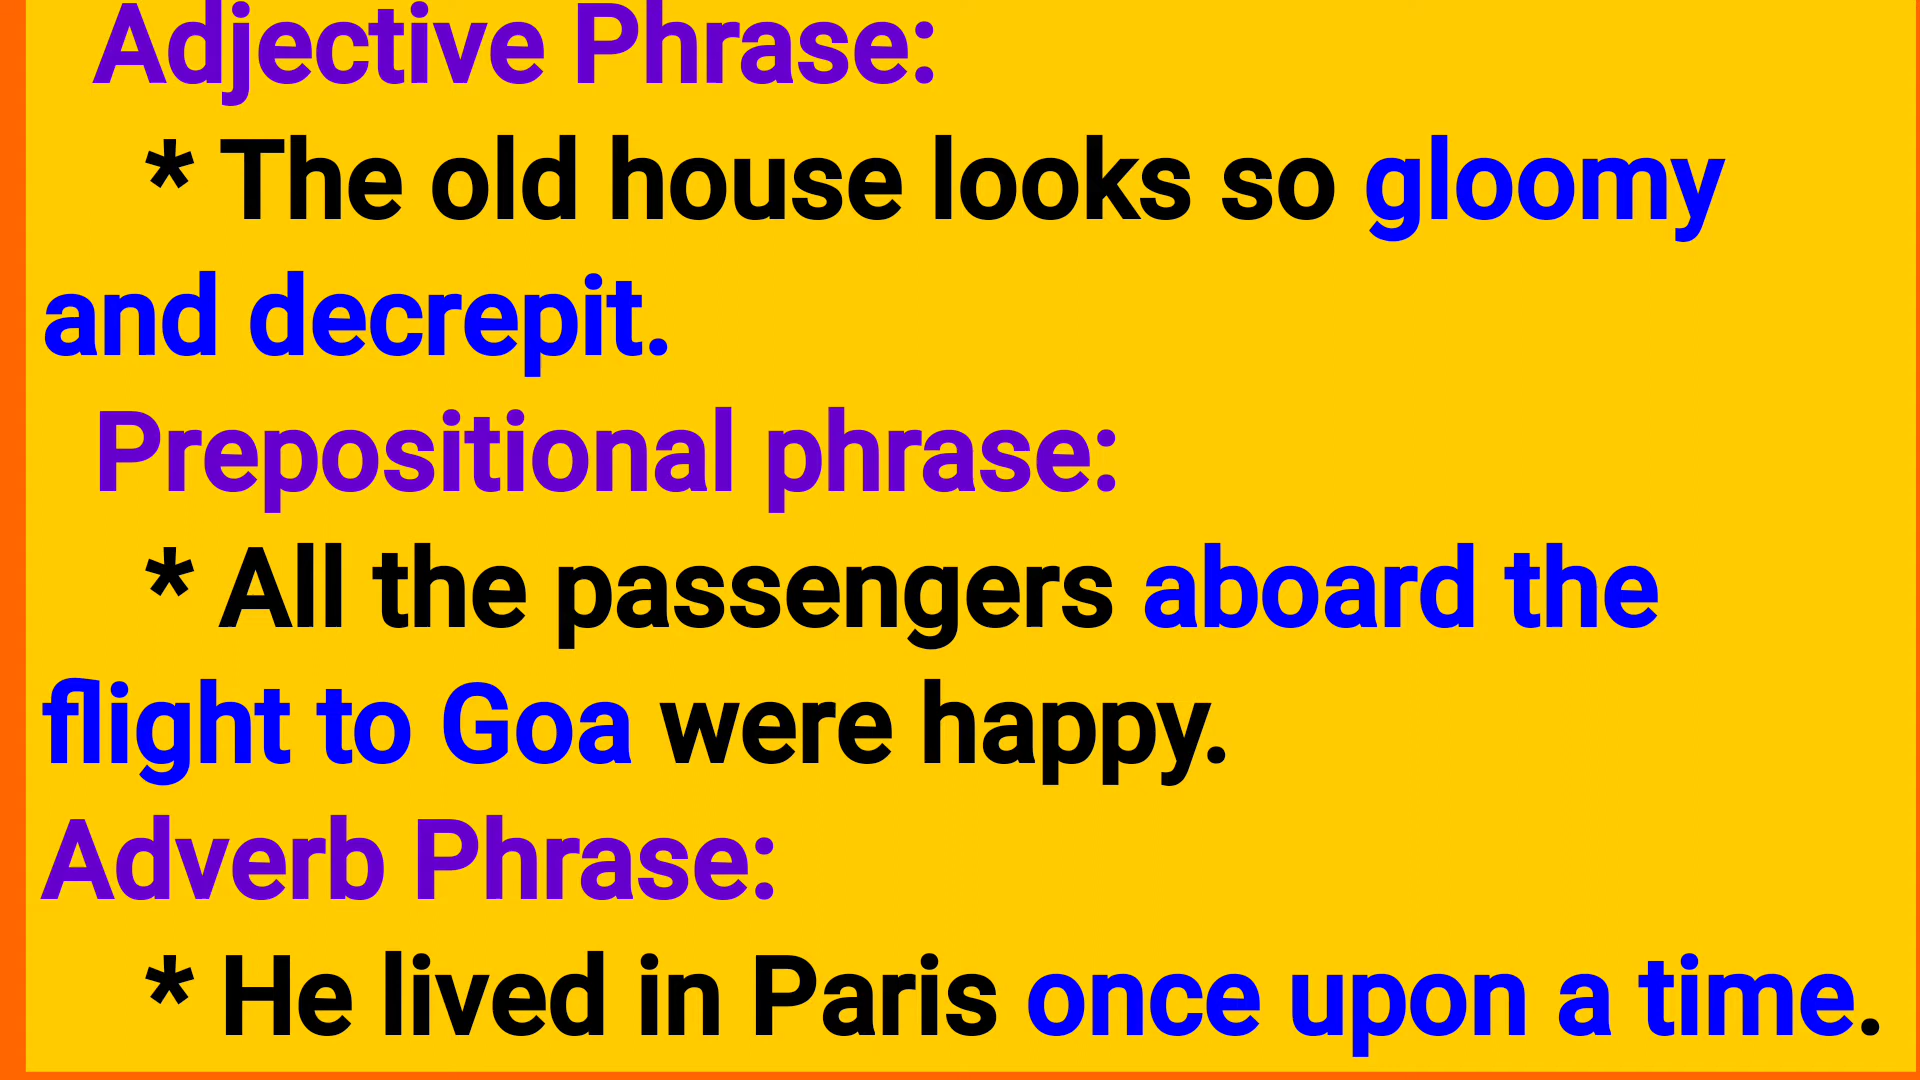 Adjective Phrase:
* The old house looks so gloomy
and decrepit.
Prepositional phrase:
* All the passengers aboard the
flight to Goa were happy.
Adverb Phrase:
* He lived in Paris once upon a time.